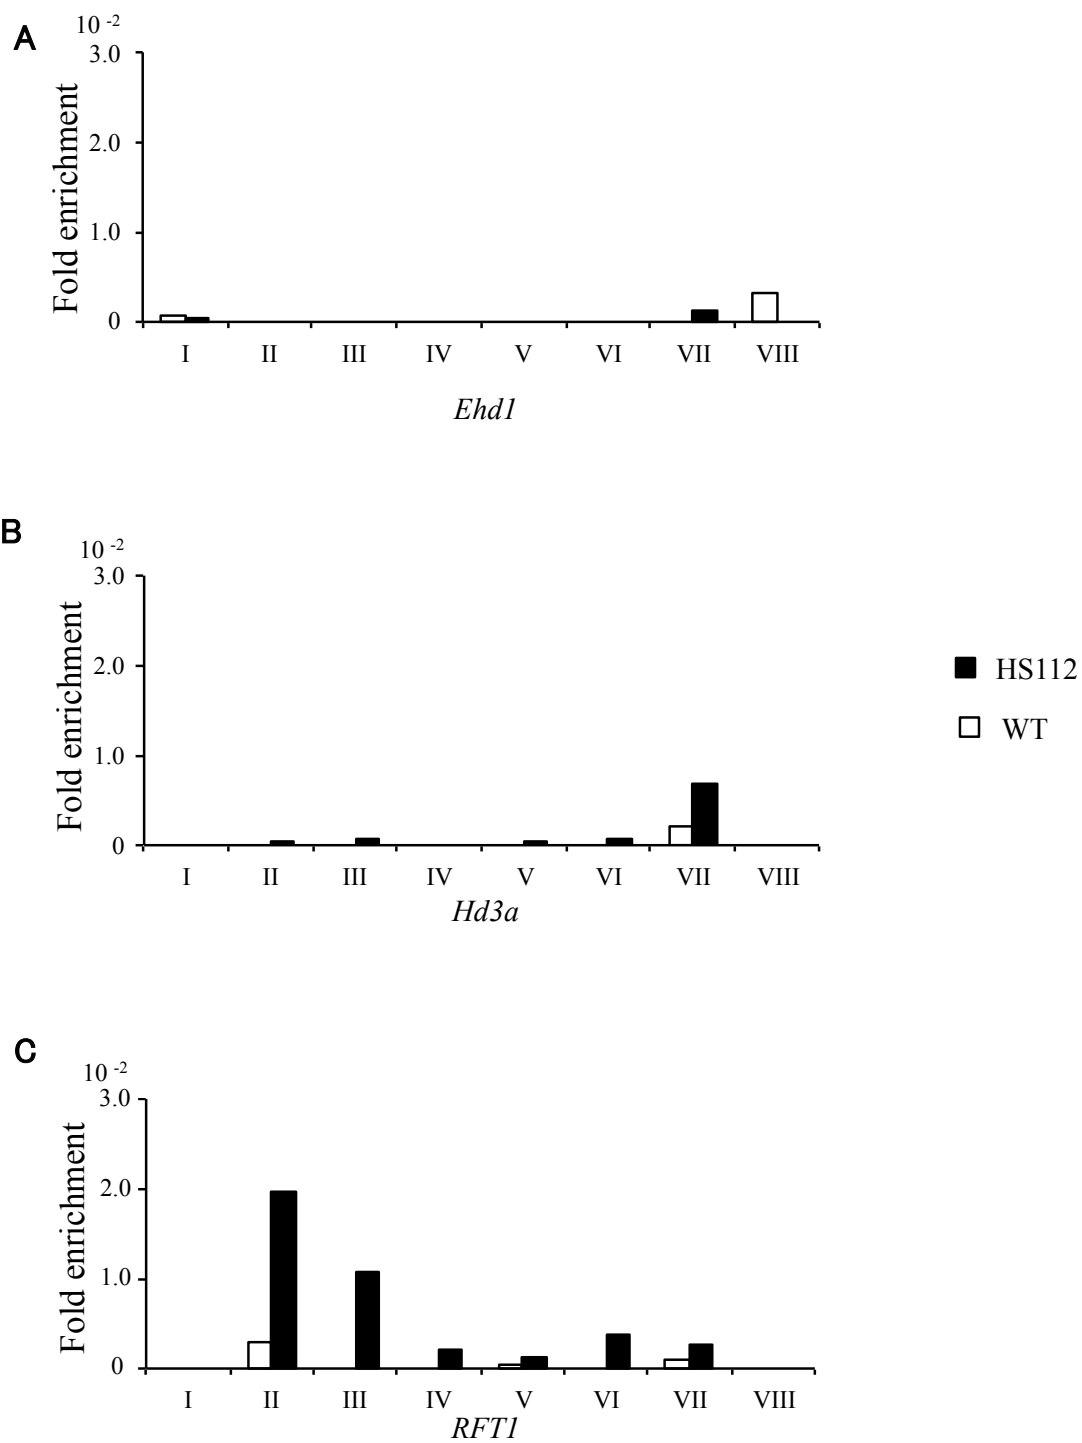 A
10 -2
3.0
2.0
1.0
0
Fold enrichment
I II III IV V VI VII VIII
Ehd1
B
10 -2
3.0
2.0
1.0
0
Fold enrichment
I II III IV V VI VII VIII
Hd3a
HS112
WT
C
10 -2
3.0
2.0
1.0
0
Fold enrichment
I II III IV V VI VII VIII
RFT1